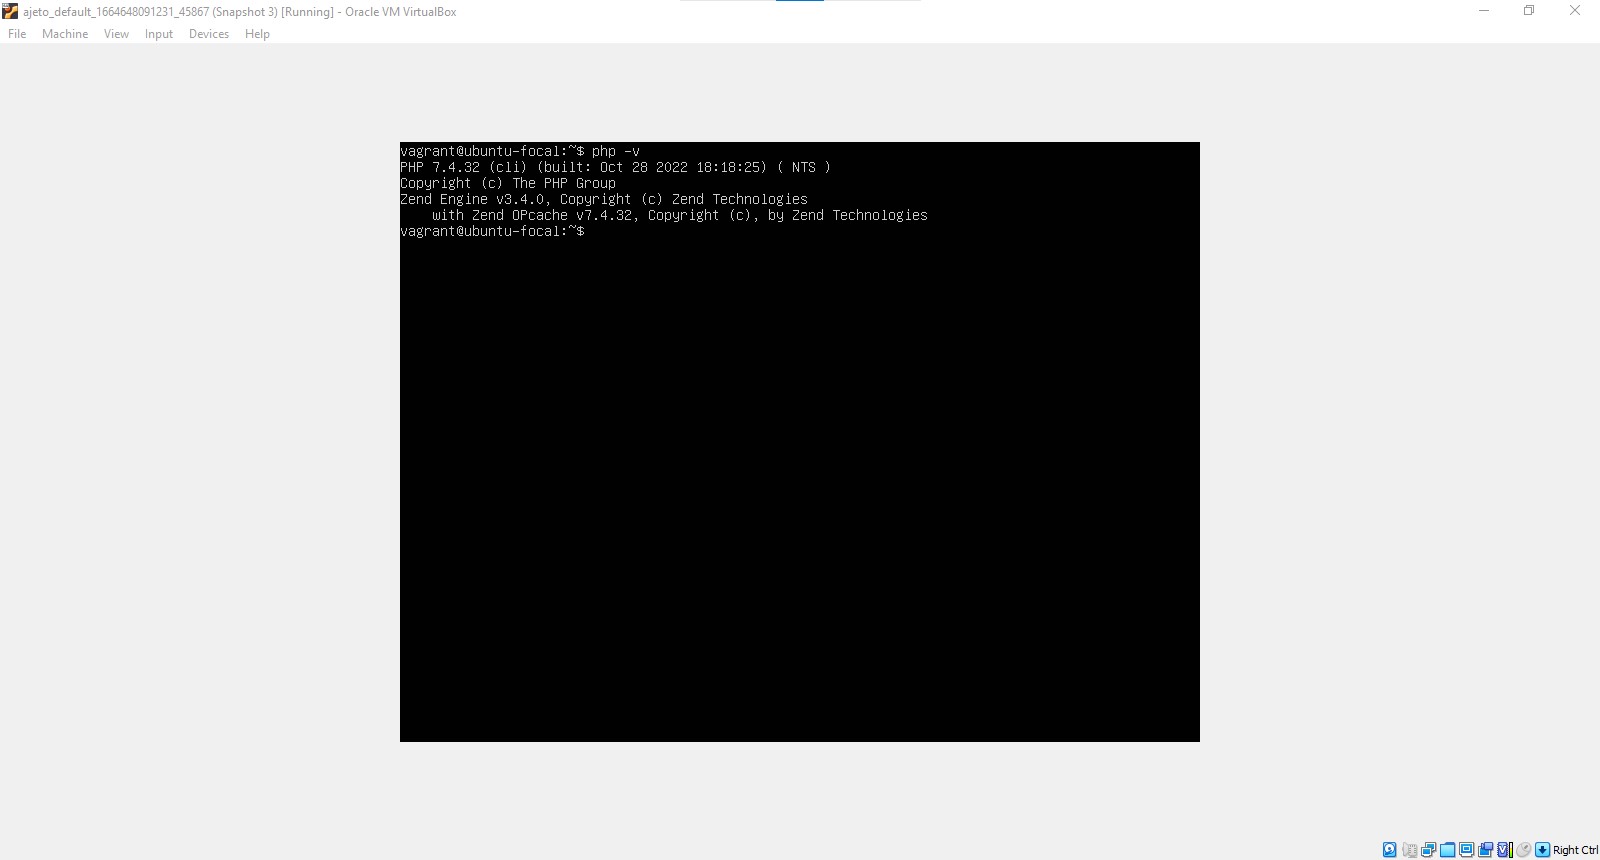 ajeto_default_1664648091231_45867 (Snapshot 3) [Running] - Oracle VM VirtualBox
File Machine View Input Devices Help
vagrant@ubuntu-focal:~$ php -v
PHP 7.4.32 (cli) (built: Oct 28 2022 18:18:25) ( NTS )
Copyright (c) The PHP Group
Zend Engine v3.4.0, Copyright (c) Zend Technologies
    with Zend OPcache v7.4.32, Copyright (c), by Zend Technologies
vagrant@ubuntu-focal:~$
Right Ctrl